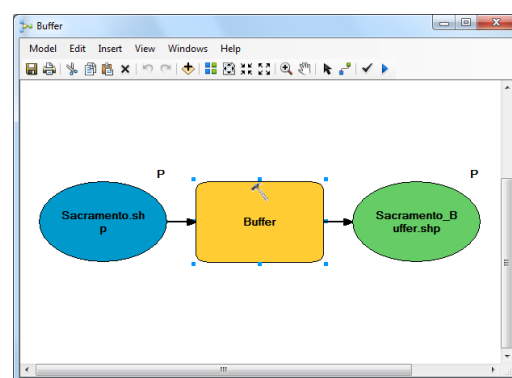 Buffer
Model Edit Insert View Windows Help
P
P
Sacramento.sh
p
Buffer
Sacramento_B
uffer.shp